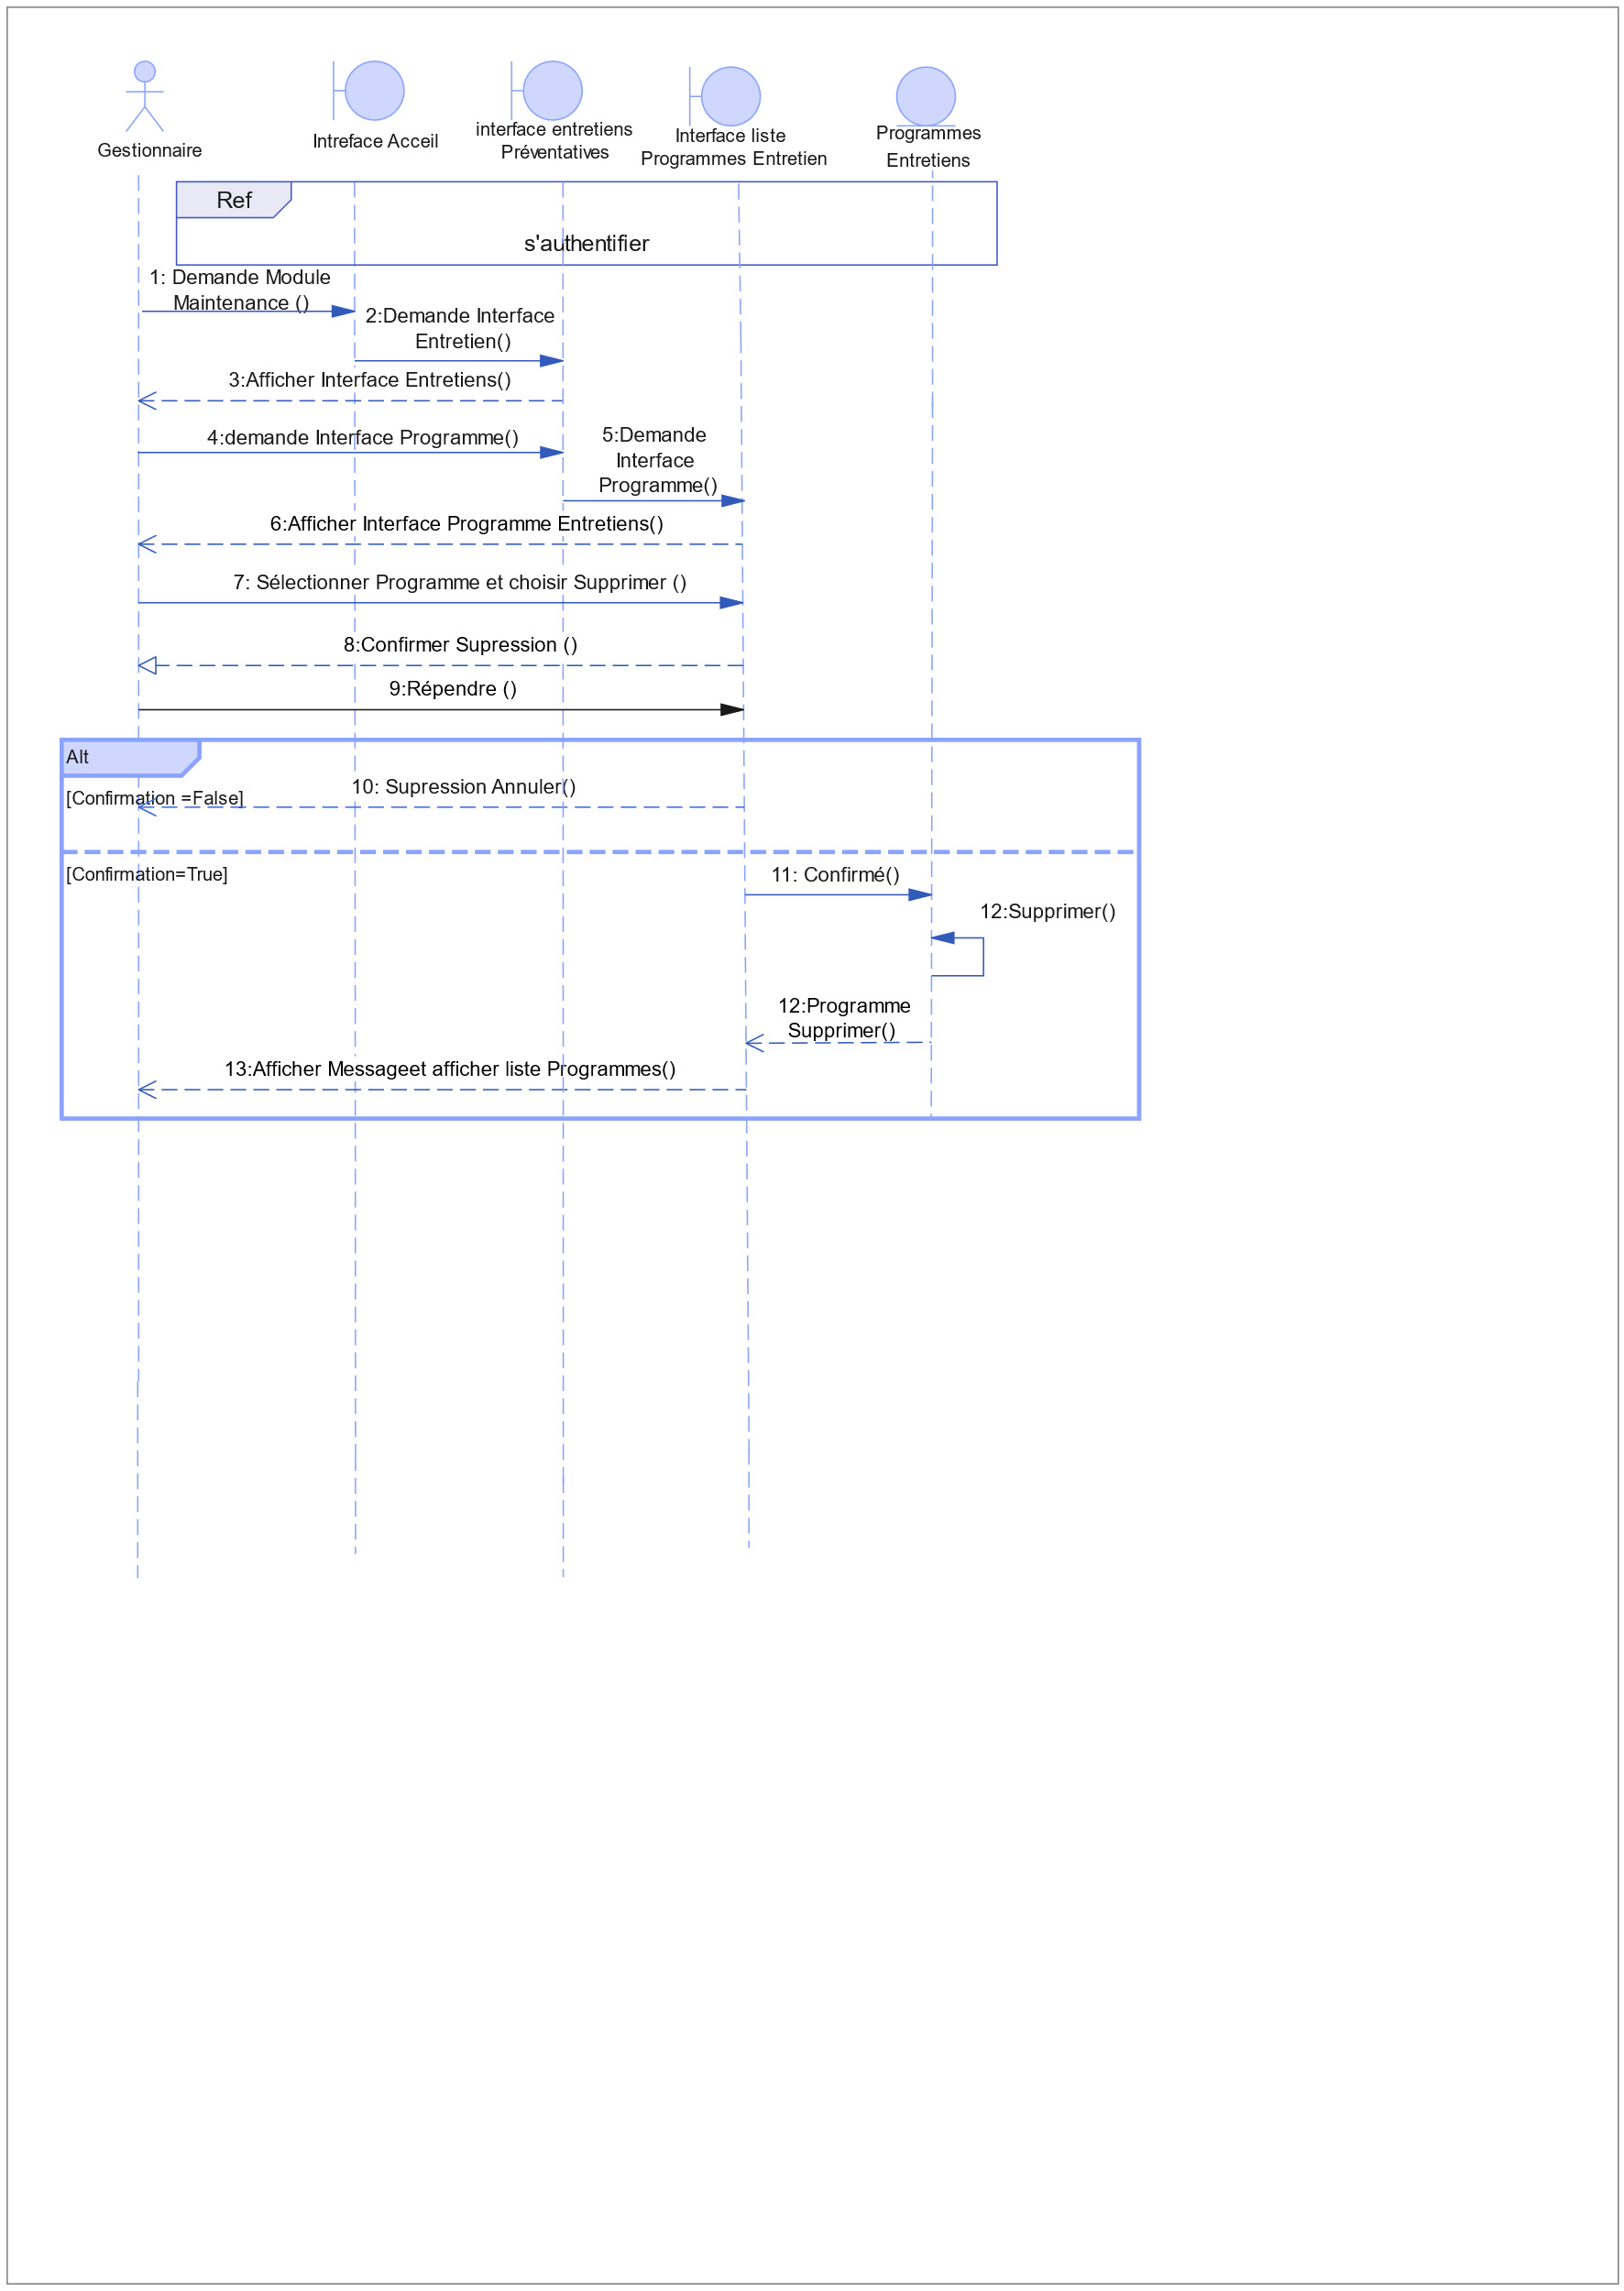 Gestionnaire
Intreface Acceil
interface entretiens
Préventatives
Interface liste
Programmes Entretien
Programmes
Entretiens
Ref
s'authentifier
1: Demande Module
Maintenance ()
2:Demande Interface
Entretien()
3:Afficher Interface Entretiens()
4:demande Interface Programme()
5:Demande
Interface
Programme()
6:Afficher Interface Programme Entretiens()
7: Sélectionner Programme et choisir Supprimer ()
8:Confirmer Supression ()
9:Répendre ()
Alt
[Confirmation =False]
10: Supression Annuler()
[Confirmation=True]
11: Confirmé()
12:Supprimer()
12:Programme
Supprimer()
13:Afficher Messageet afficher liste Programmes()